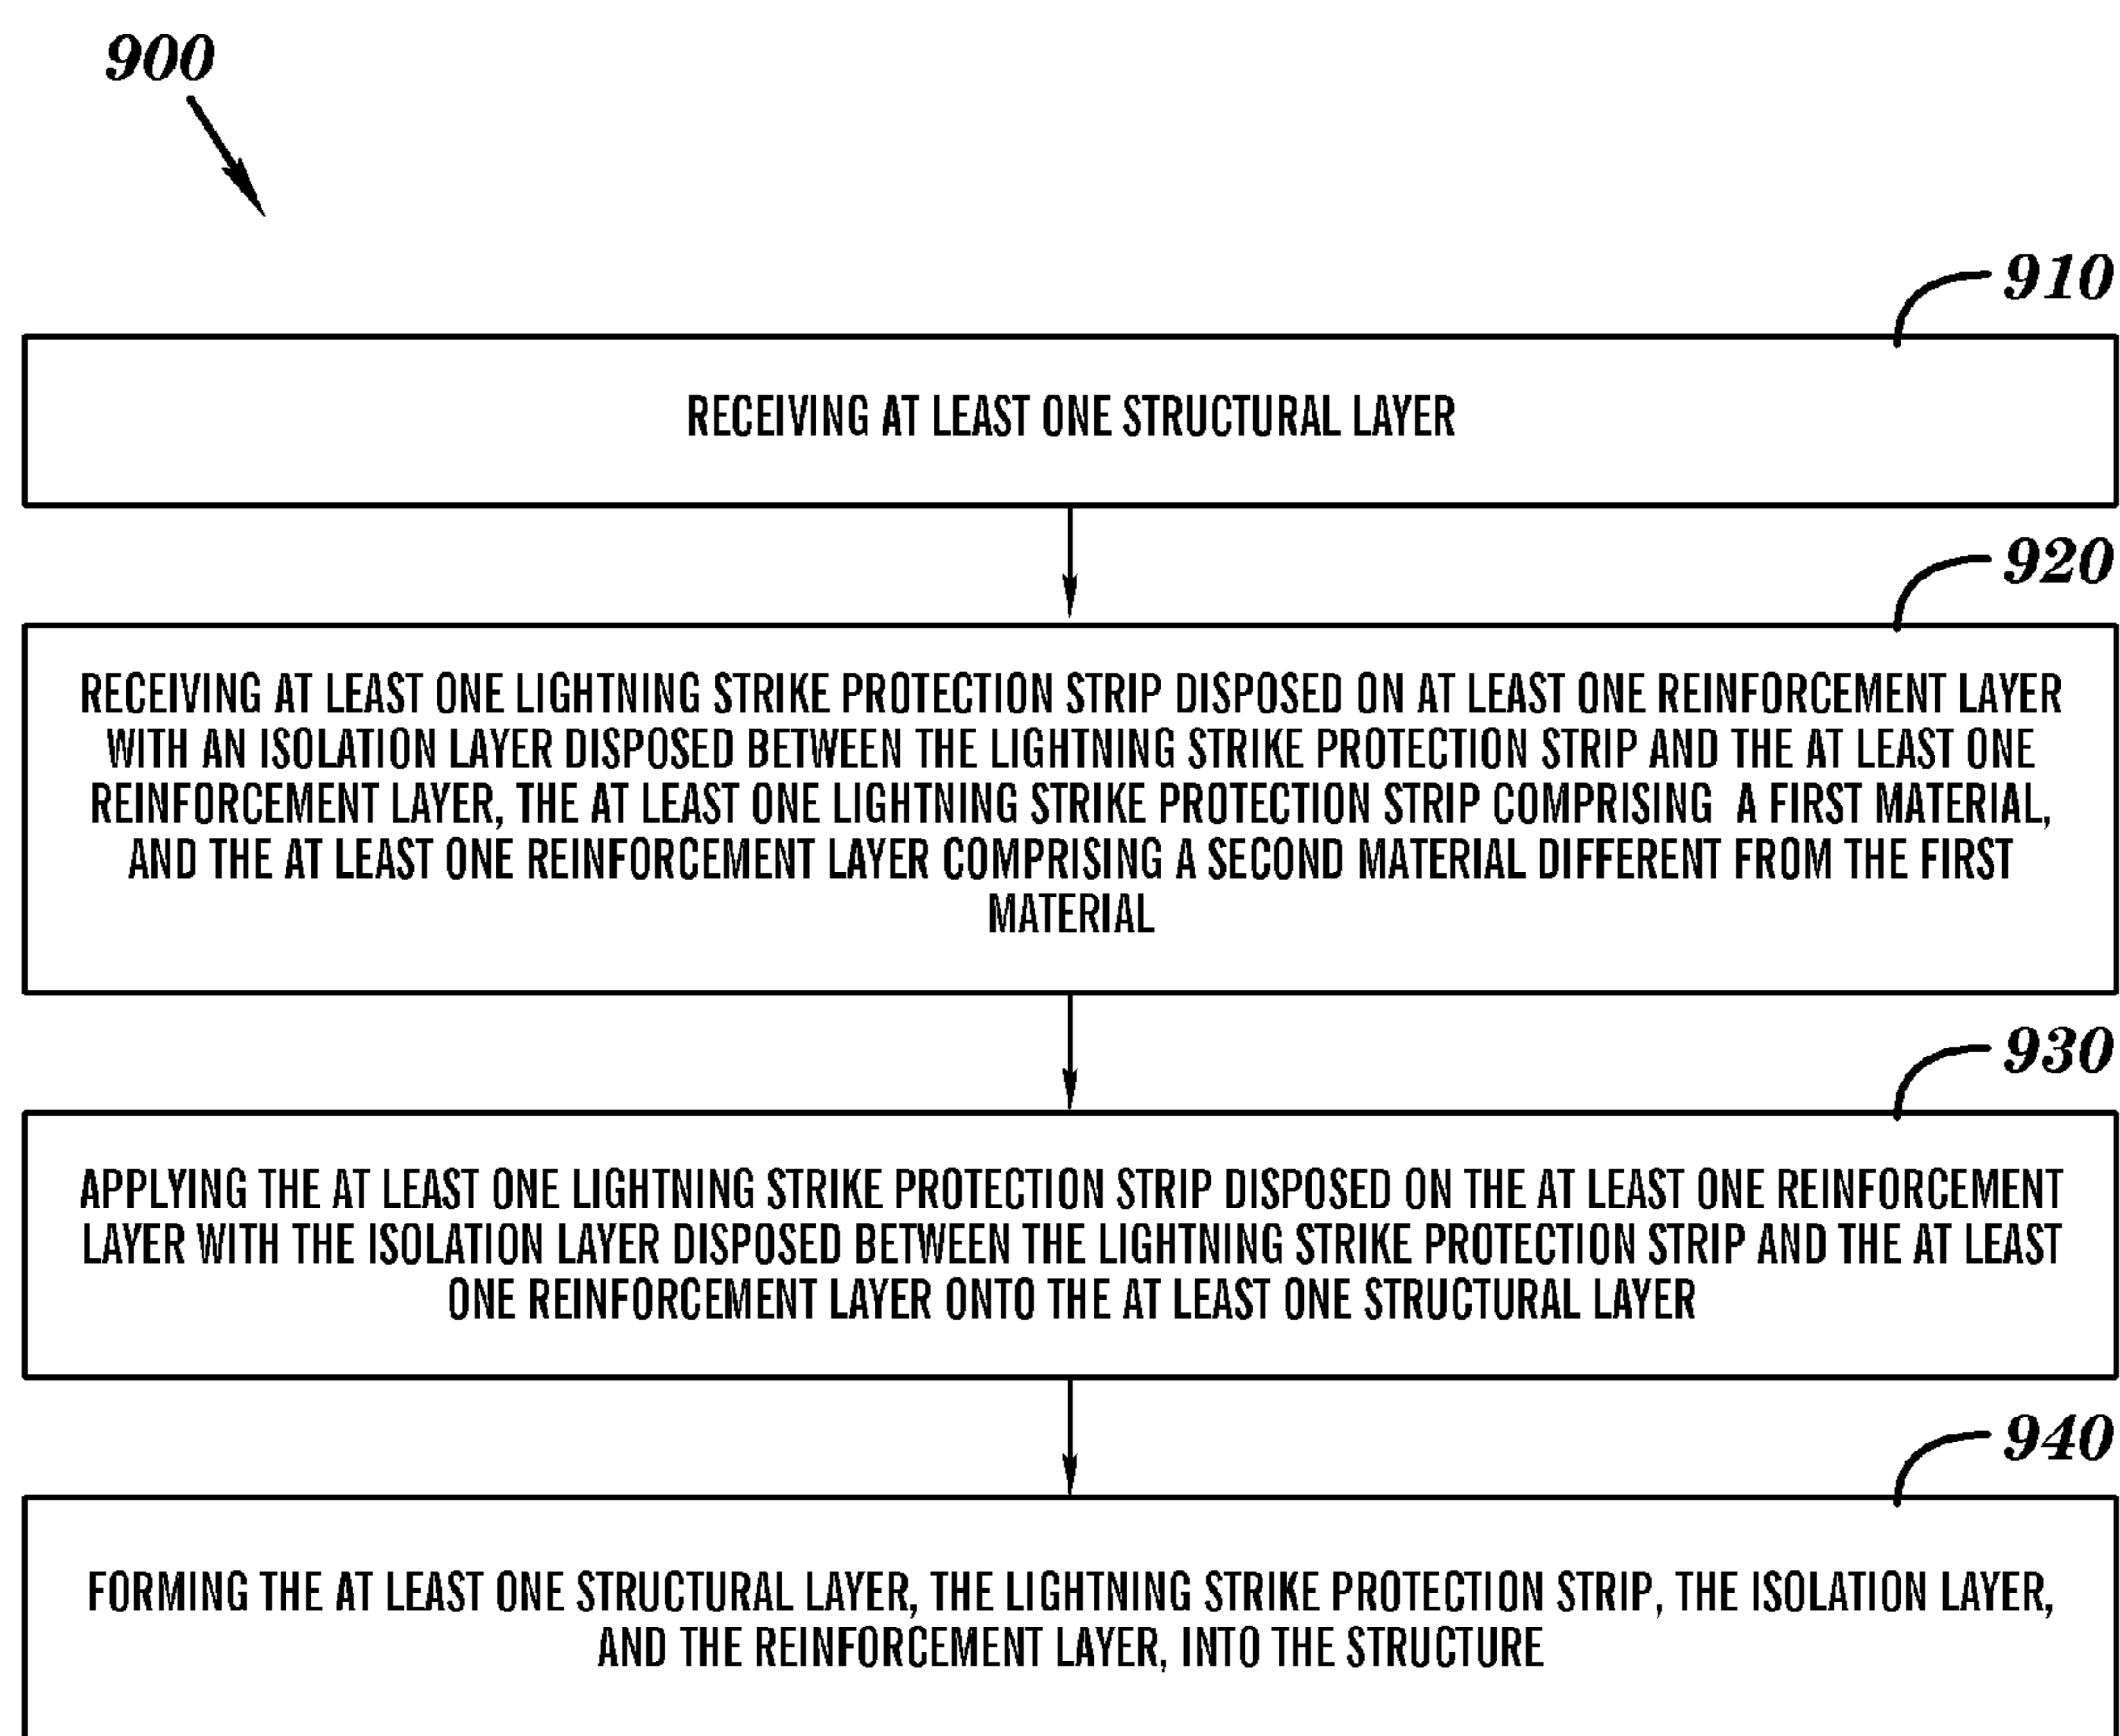 900
910
RECEIVING AT LEAST ONE STRUCTURAL LAYER
920
RECEIVING AT LEAST ONE LIGHTNING STRIKE PROTECTION STRIP DISPOSED ON AT LEAST ONE REINFORCEMENT LAYER
WITH AN ISOLATION LAYER DISPOSED BETWEEN THE LIGHTNING STRIKE PROTECTION STRIP AND THE AT LEAST ONE
REINFORCEMENT LAYER, THE AT LEAST ONE LIGHTNING STRIKE PROTECTION STRIP COMPRISING A FIRST MATERIAL,
AND THE AT LEAST ONE REINFORCEMENT LAYER COMPRISING A SECOND MATERIAL DIFFERENT FROM THE FIRST
MATERIAL
930
APPLYING THE AT LEAST ONE LIGHTNING STRIKE PROTECTION STRIP DISPOSED ON THE AT LEAST ONE REINFORCEMENT
LAYER WITH THE ISOLATION LAYER DISPOSED BETWEEN THE LIGHTNING STRIKE PROTECTION STRIP AND THE AT LEAST
ONE REINFORCEMENT LAYER ONTO THE AT LEAST ONE STRUCTURAL LAYER
940
FORMING THE AT LEAST ONE STRUCTURAL LAYER, THE LIGHTNING STRIKE PROTECTION STRIP, THE ISOLATION LAYER,
AND THE REINFORCEMENT LAYER, INTO THE STRUCTURE